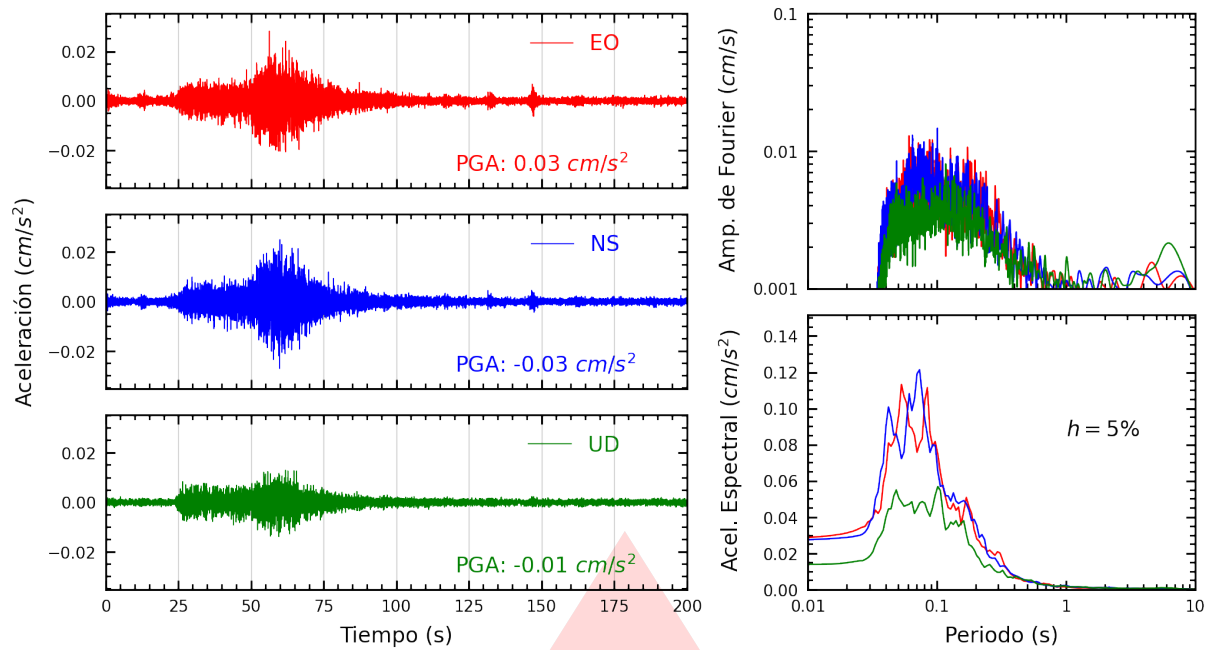 Aceleración (cm/s²)
0.02
0.00
−0.02
EO
PGA: 0.03 cm/s²
0.02
0.00
−0.02
NS
PGA: -0.03 cm/s²
0.02
0.00
−0.02
UD
PGA: -0.01 cm/s²
0 25 50 75 100 125 150 175 200
Tiempo (s)
Amp. de Fourier (cm/s)
0.1
0.01
0.001
Acel. Espectral (cm/s²)
0.14
0.12
0.10
0.08
0.06
0.04
0.02
0.00
h = 5%
0.01 0.1 1 10
Periodo (s)